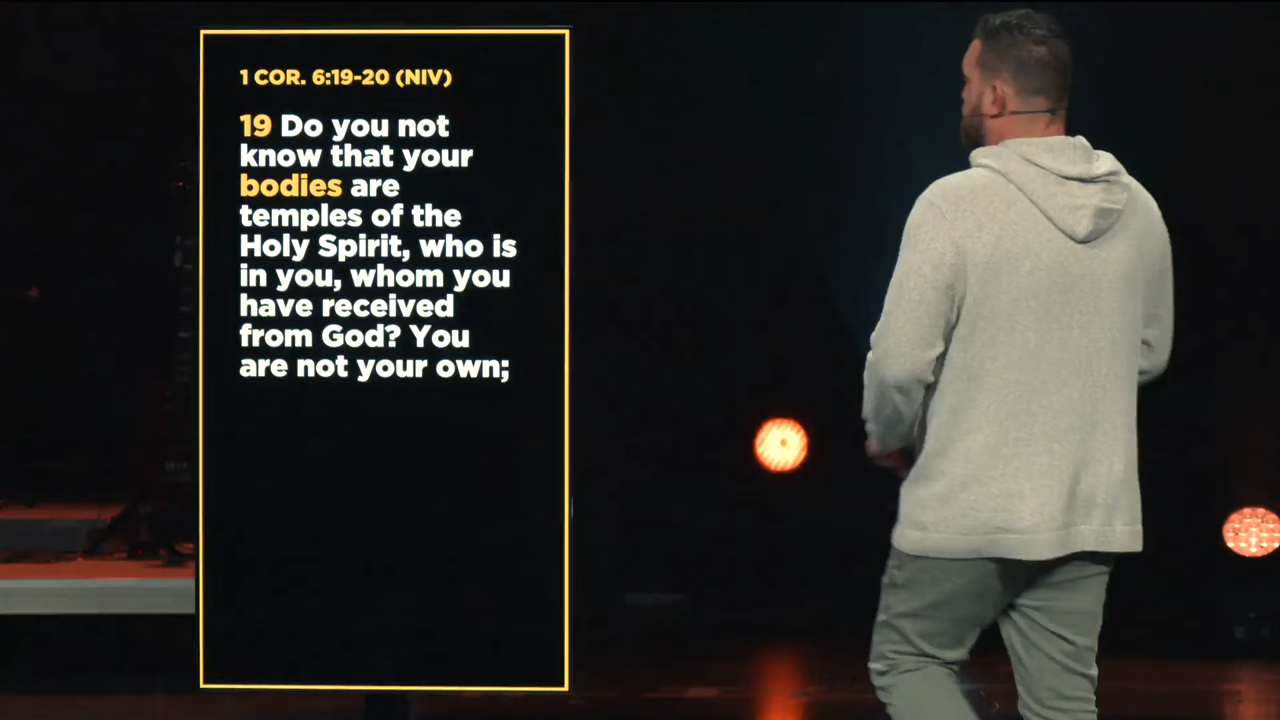 1 COR. 6:19-20 (NIV)
19 Do you not
know that your
bodies are
temples of the
Holy Spirit, who is
in you, whom you
have received
from God? You
are not your own;